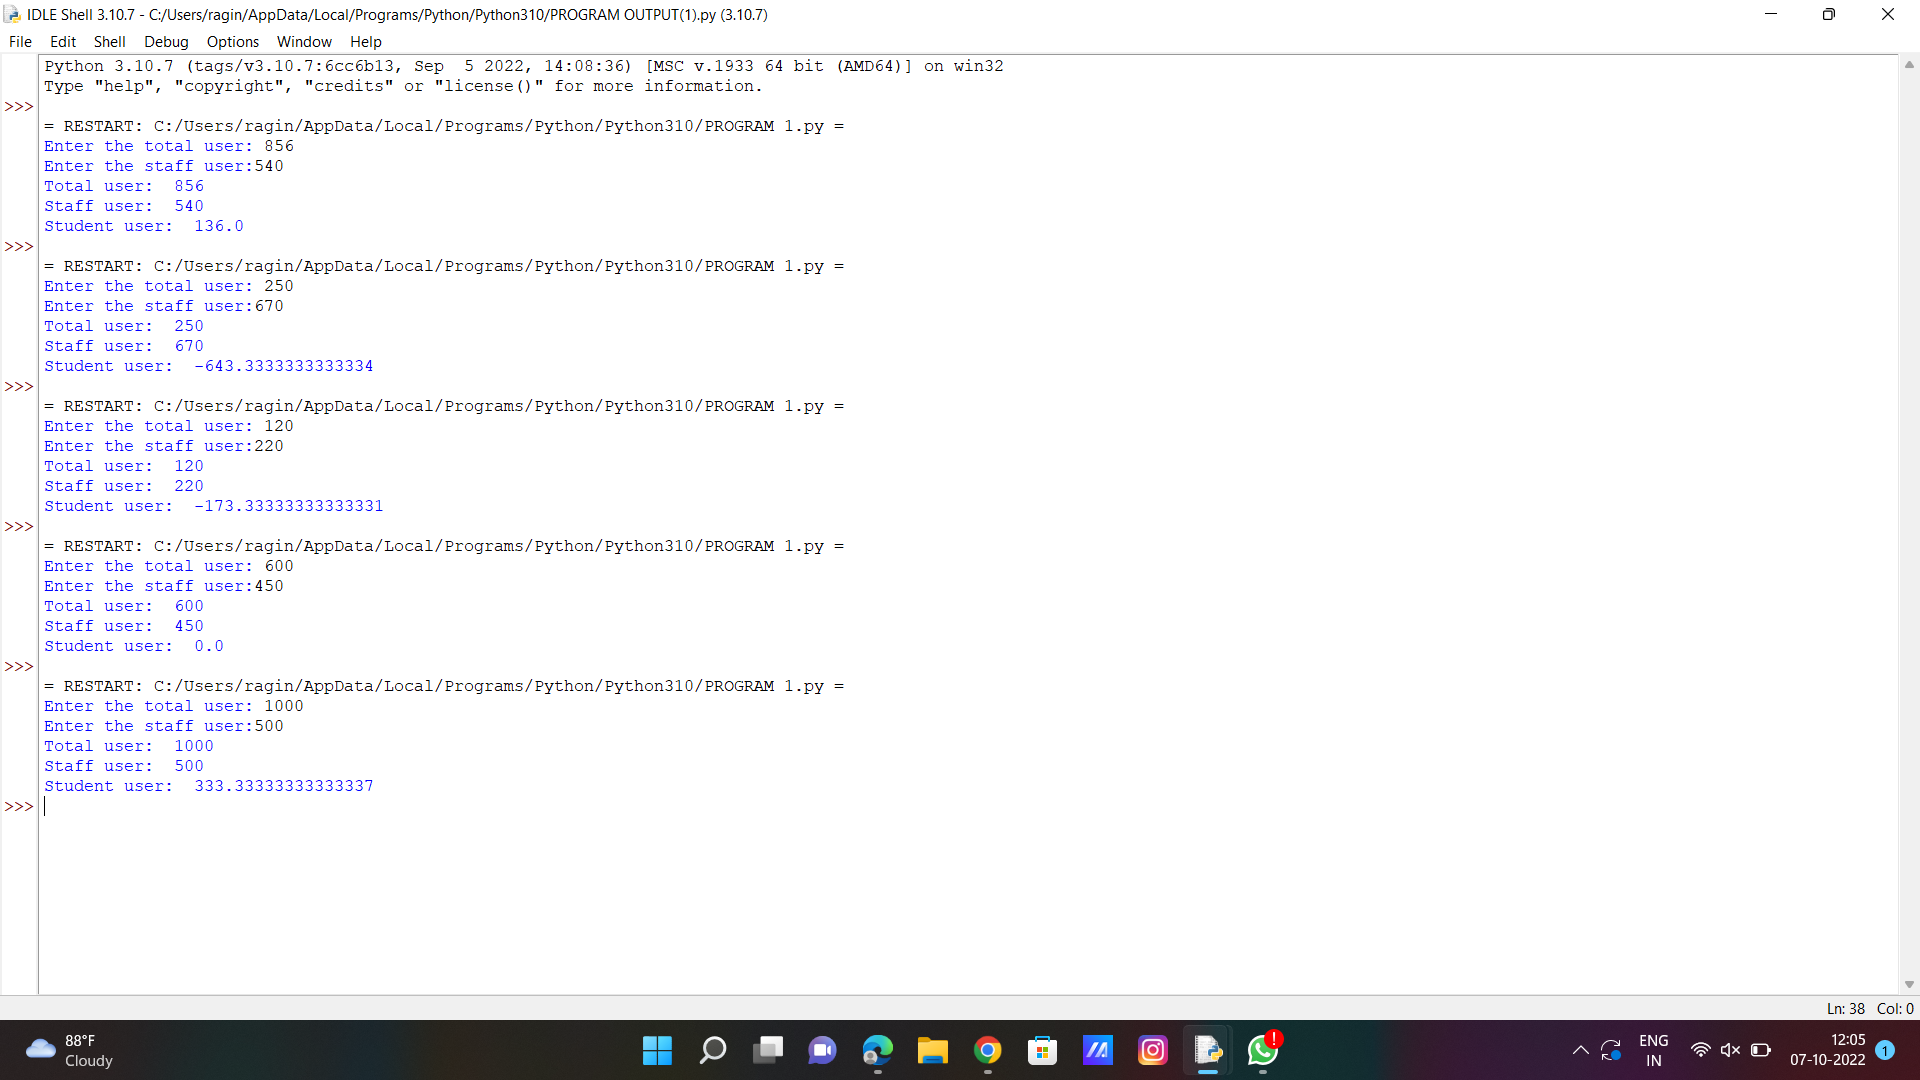 IDLE Shell 3.10.7 - C:/Users/ragin/AppData/Local/Programs/Python/Python310/PROGRAM OUTPUT(1).py (3.10.7)
File Edit Shell Debug Options Window Help
Python 3.10.7 (tags/v3.10.7:6cc6b13, Sep  5 2022, 14:08:36) [MSC v.1933 64 bit (AMD64)] on win32
Type "help", "copyright", "credits" or "license()" for more information.
>>>
= RESTART: C:/Users/ragin/AppData/Local/Programs/Python/Python310/PROGRAM 1.py =
Enter the total user: 856
Enter the staff user:540
Total user:  856
Staff user:  540
Student user:  136.0
>>>
= RESTART: C:/Users/ragin/AppData/Local/Programs/Python/Python310/PROGRAM 1.py =
Enter the total user: 250
Enter the staff user:670
Total user:  250
Staff user:  670
Student user:  -643.3333333333334
>>>
= RESTART: C:/Users/ragin/AppData/Local/Programs/Python/Python310/PROGRAM 1.py =
Enter the total user: 120
Enter the staff user:220
Total user:  120
Staff user:  220
Student user:  -173.33333333333331
>>>
= RESTART: C:/Users/ragin/AppData/Local/Programs/Python/Python310/PROGRAM 1.py =
Enter the total user: 600
Enter the staff user:450
Total user:  600
Staff user:  450
Student user:  0.0
>>>
= RESTART: C:/Users/ragin/AppData/Local/Programs/Python/Python310/PROGRAM 1.py =
Enter the total user: 1000
Enter the staff user:500
Total user:  1000
Staff user:  500
Student user:  333.33333333333337
>>>
Ln: 38 Col: 0
88°F
Cloudy
!
ENG
IN
12:05
07-10-2022
1